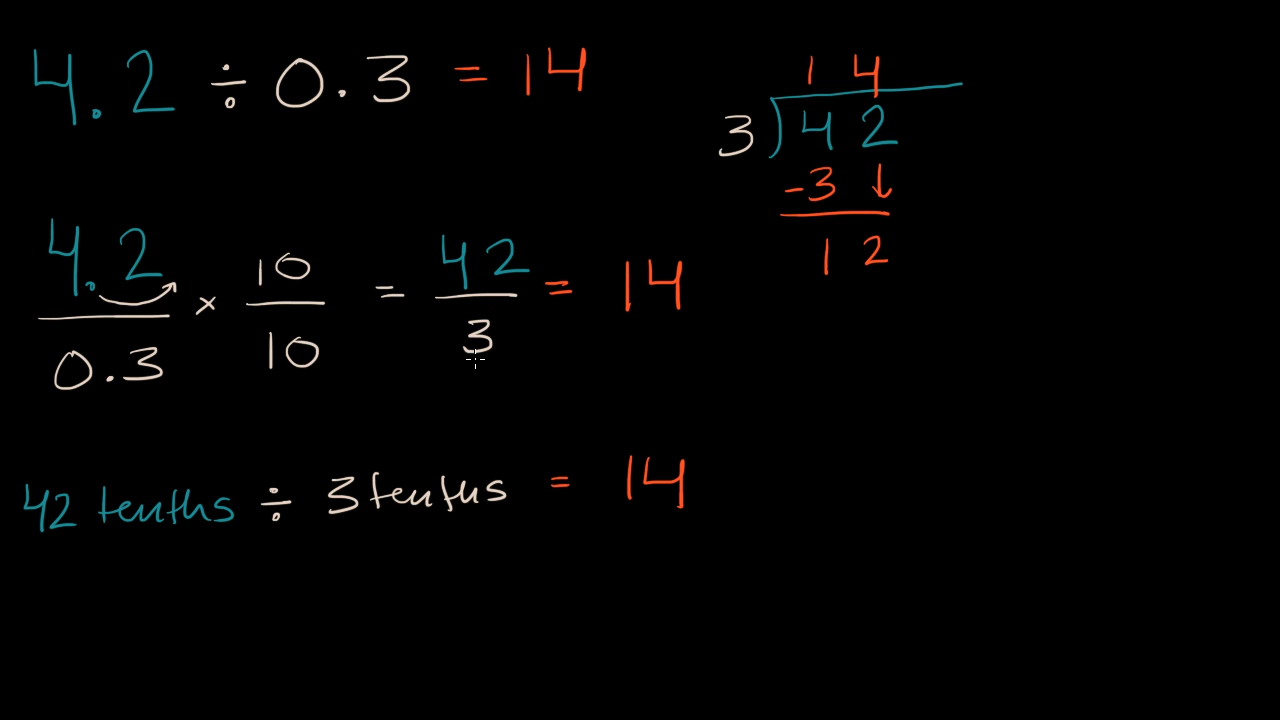 4.2 ÷ 0.3 = 14
14
3)42
-3↓
12
4.2/0.3 × 10/10 = 42/3 = 14
42 tenths ÷ 3 tenths = 14